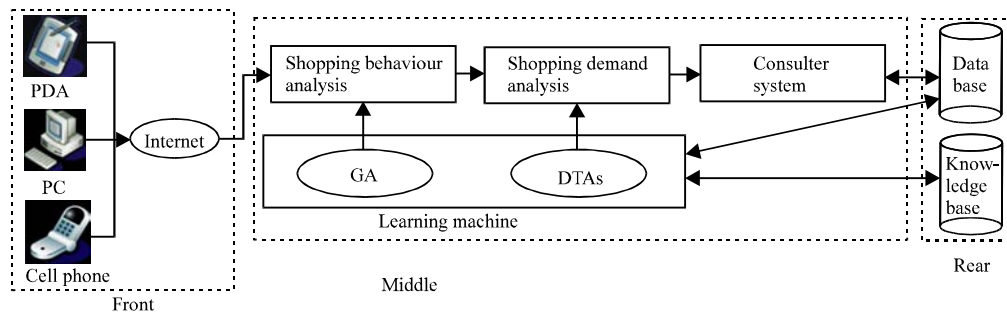 PDA
PC
Cell phone
Internet
Front
Shopping behaviour
analysis
Shopping demand
analysis
Consulter
system
GA
DTAs
Learning machine
Middle
Data
base
Know-
ledge
base
Rear